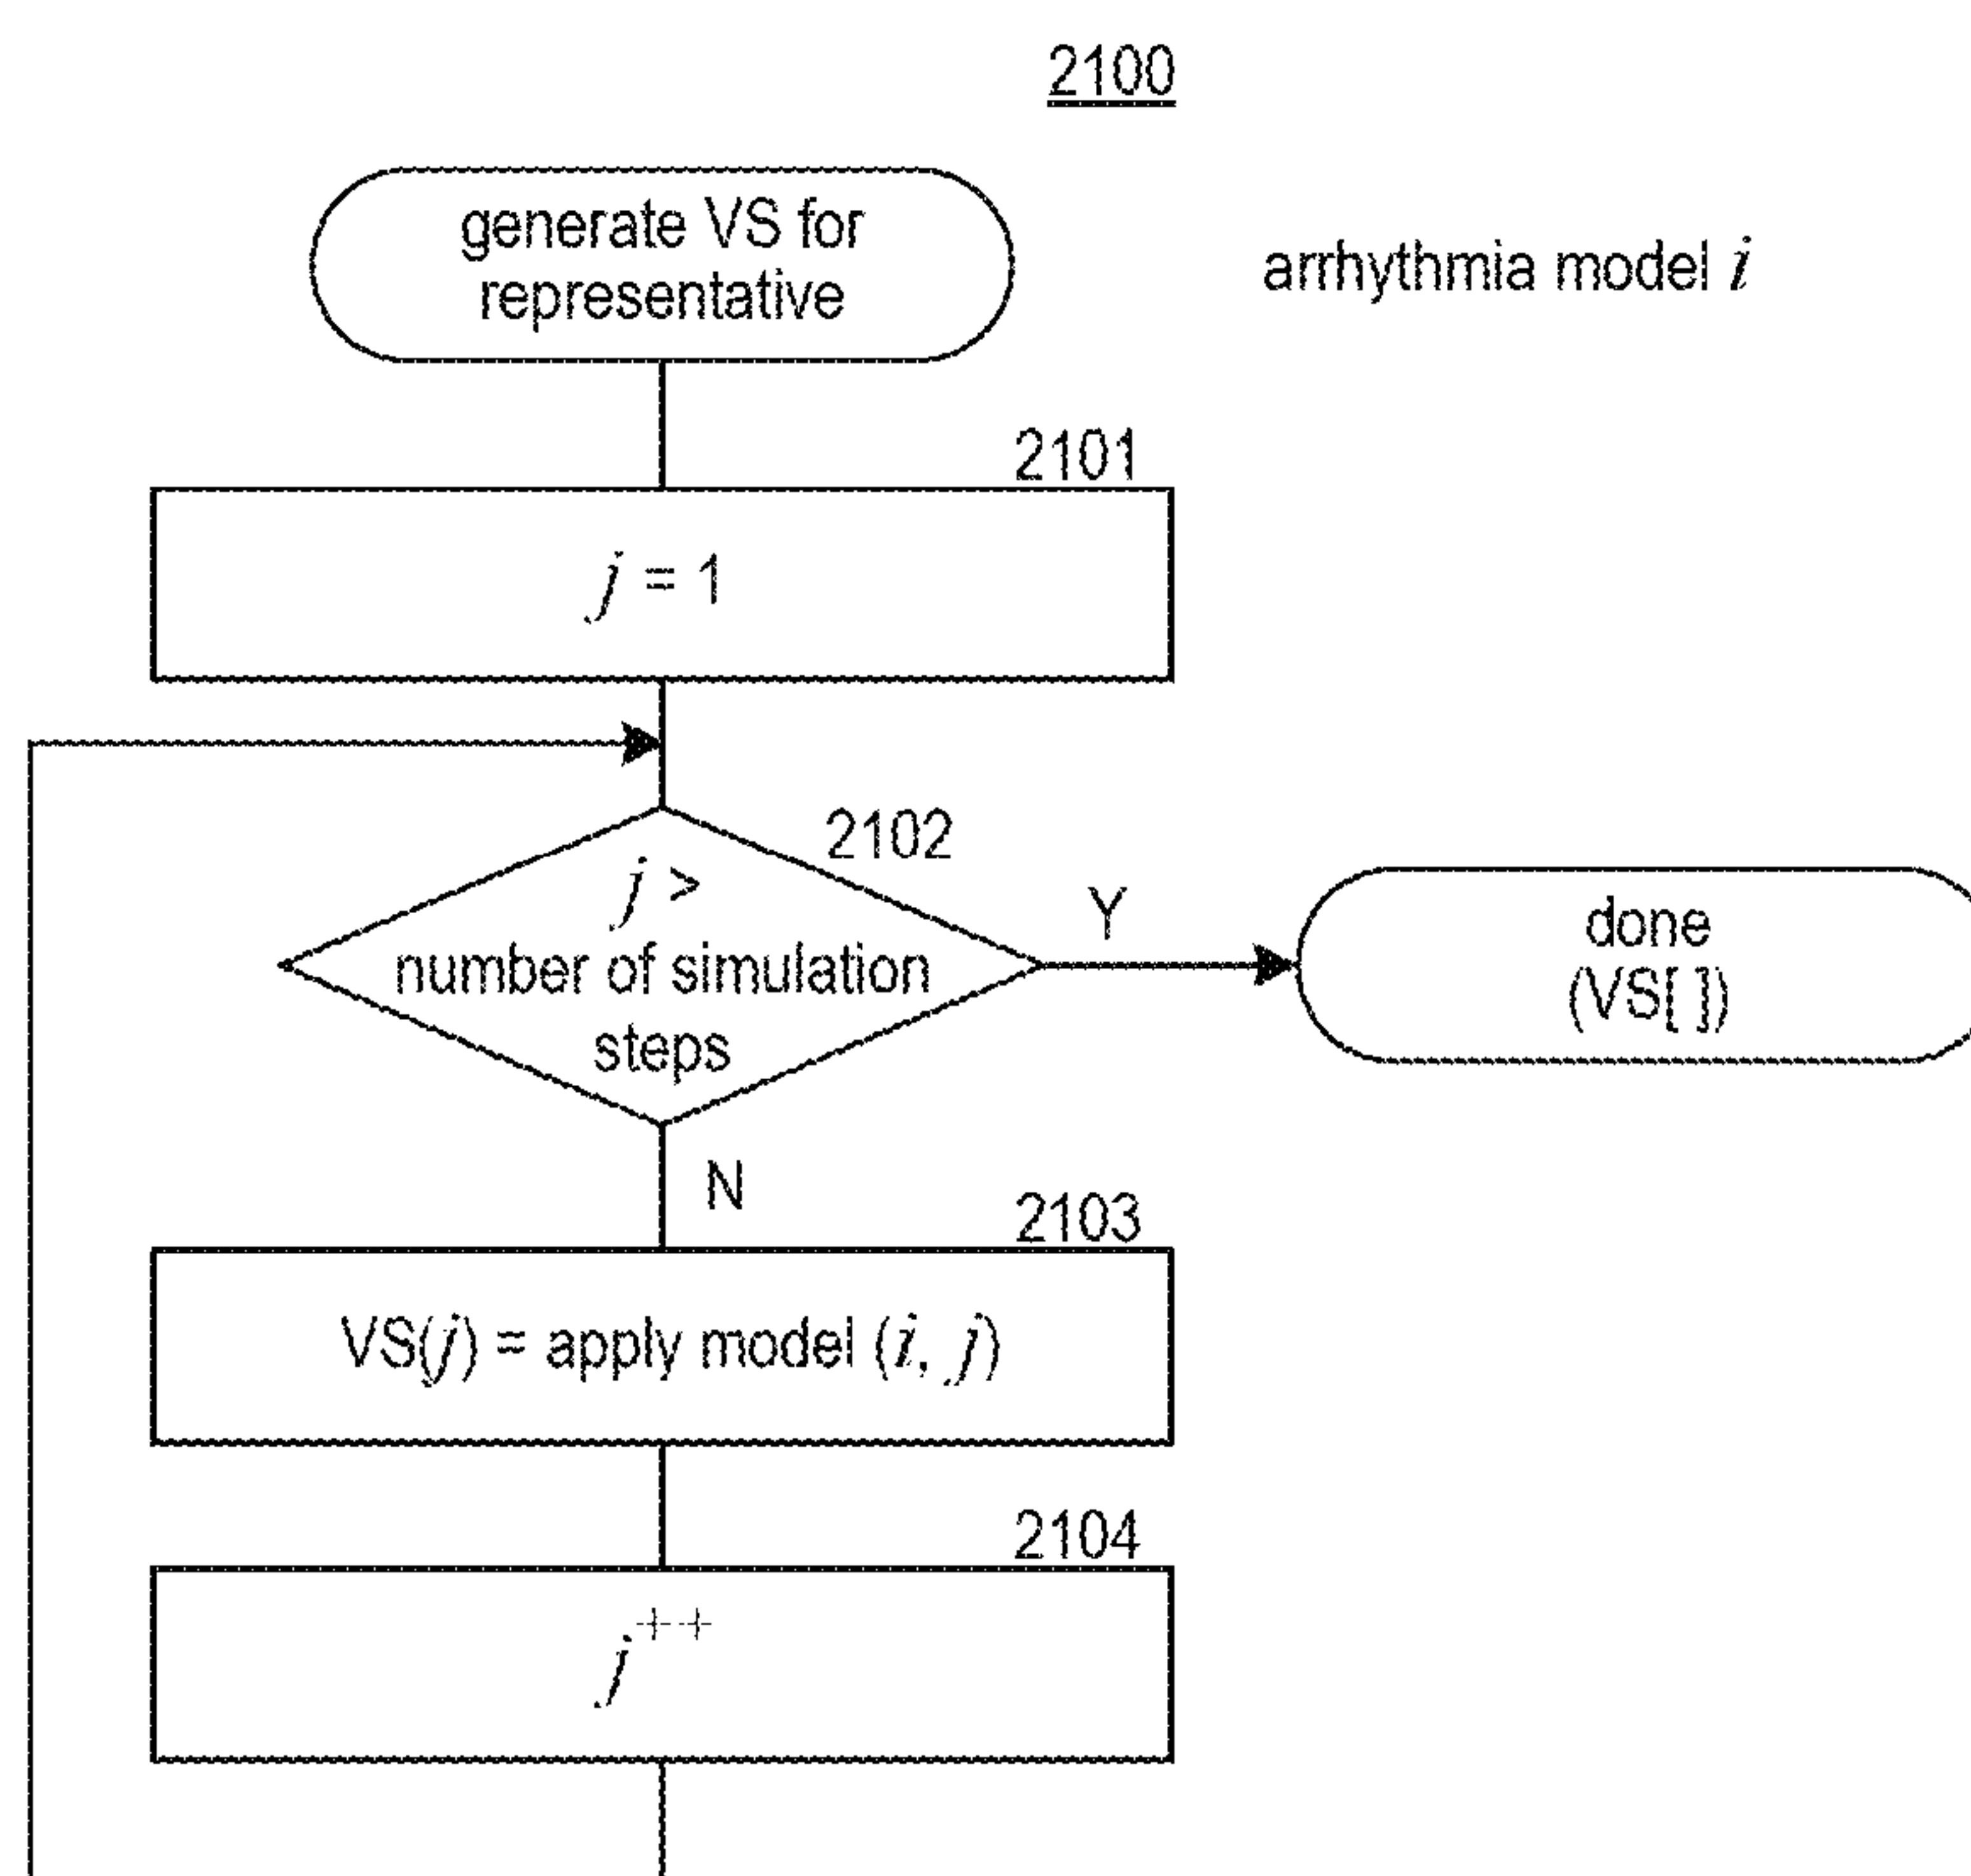 2100
generate VS for
representative
arrhythmia model i
2101
j = 1
2102
j >
number of simulation
steps
Y
done
(VS[ ])
N
2103
VS(j) = apply model (i, j)
2104
j++